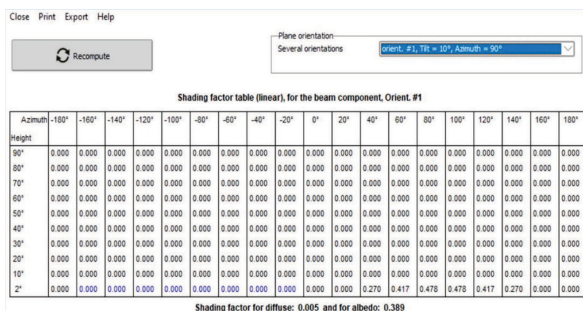 Close Print Export Help
Plane orientation
Several orientations orient. #1, Tilt = 10°, Azimuth = 90°
Recompute
Shading factor table (linear), for the beam component, Orient. #1
Azimuth -180° -160° -140° -120° -100° -80° -60° -40° -20° 0° 20° 40° 60° 80° 100° 120° 140° 160° 180°
Height
90° 0.000 0.000 0.000 0.000 0.000 0.000 0.000 0.000 0.000 0.000 0.000 0.000 0.000 0.000 0.000 0.000 0.000 0.000 0.000
80° 0.000 0.000 0.000 0.000 0.000 0.000 0.000 0.000 0.000 0.000 0.000 0.000 0.000 0.000 0.000 0.000 0.000 0.000 0.000
70° 0.000 0.000 0.000 0.000 0.000 0.000 0.000 0.000 0.000 0.000 0.000 0.000 0.000 0.000 0.000 0.000 0.000 0.000 0.000
60° 0.000 0.000 0.000 0.000 0.000 0.000 0.000 0.000 0.000 0.000 0.000 0.000 0.000 0.000 0.000 0.000 0.000 0.000 0.000
50° 0.000 0.000 0.000 0.000 0.000 0.000 0.000 0.000 0.000 0.000 0.000 0.000 0.000 0.000 0.000 0.000 0.000 0.000 0.000
40° 0.000 0.000 0.000 0.000 0.000 0.000 0.000 0.000 0.000 0.000 0.000 0.000 0.000 0.000 0.000 0.000 0.000 0.000 0.000
30° 0.000 0.000 0.000 0.000 0.000 0.000 0.000 0.000 0.000 0.000 0.000 0.000 0.000 0.000 0.000 0.000 0.000 0.000 0.000
20° 0.000 0.000 0.000 0.000 0.000 0.000 0.000 0.000 0.000 0.000 0.000 0.000 0.000 0.000 0.000 0.000 0.000 0.000 0.000
10° 0.000 0.000 0.000 0.000 0.000 0.000 0.000 0.000 0.000 0.000 0.000 0.000 0.000 0.000 0.000 0.000 0.000 0.000 0.000
2° 0.000 0.000 0.000 0.000 0.000 0.000 0.000 0.000 0.000 0.000 0.000 0.270 0.417 0.478 0.478 0.417 0.270 0.000 0.000
Shading factor for diffuse: 0.005 and for albedo: 0.389